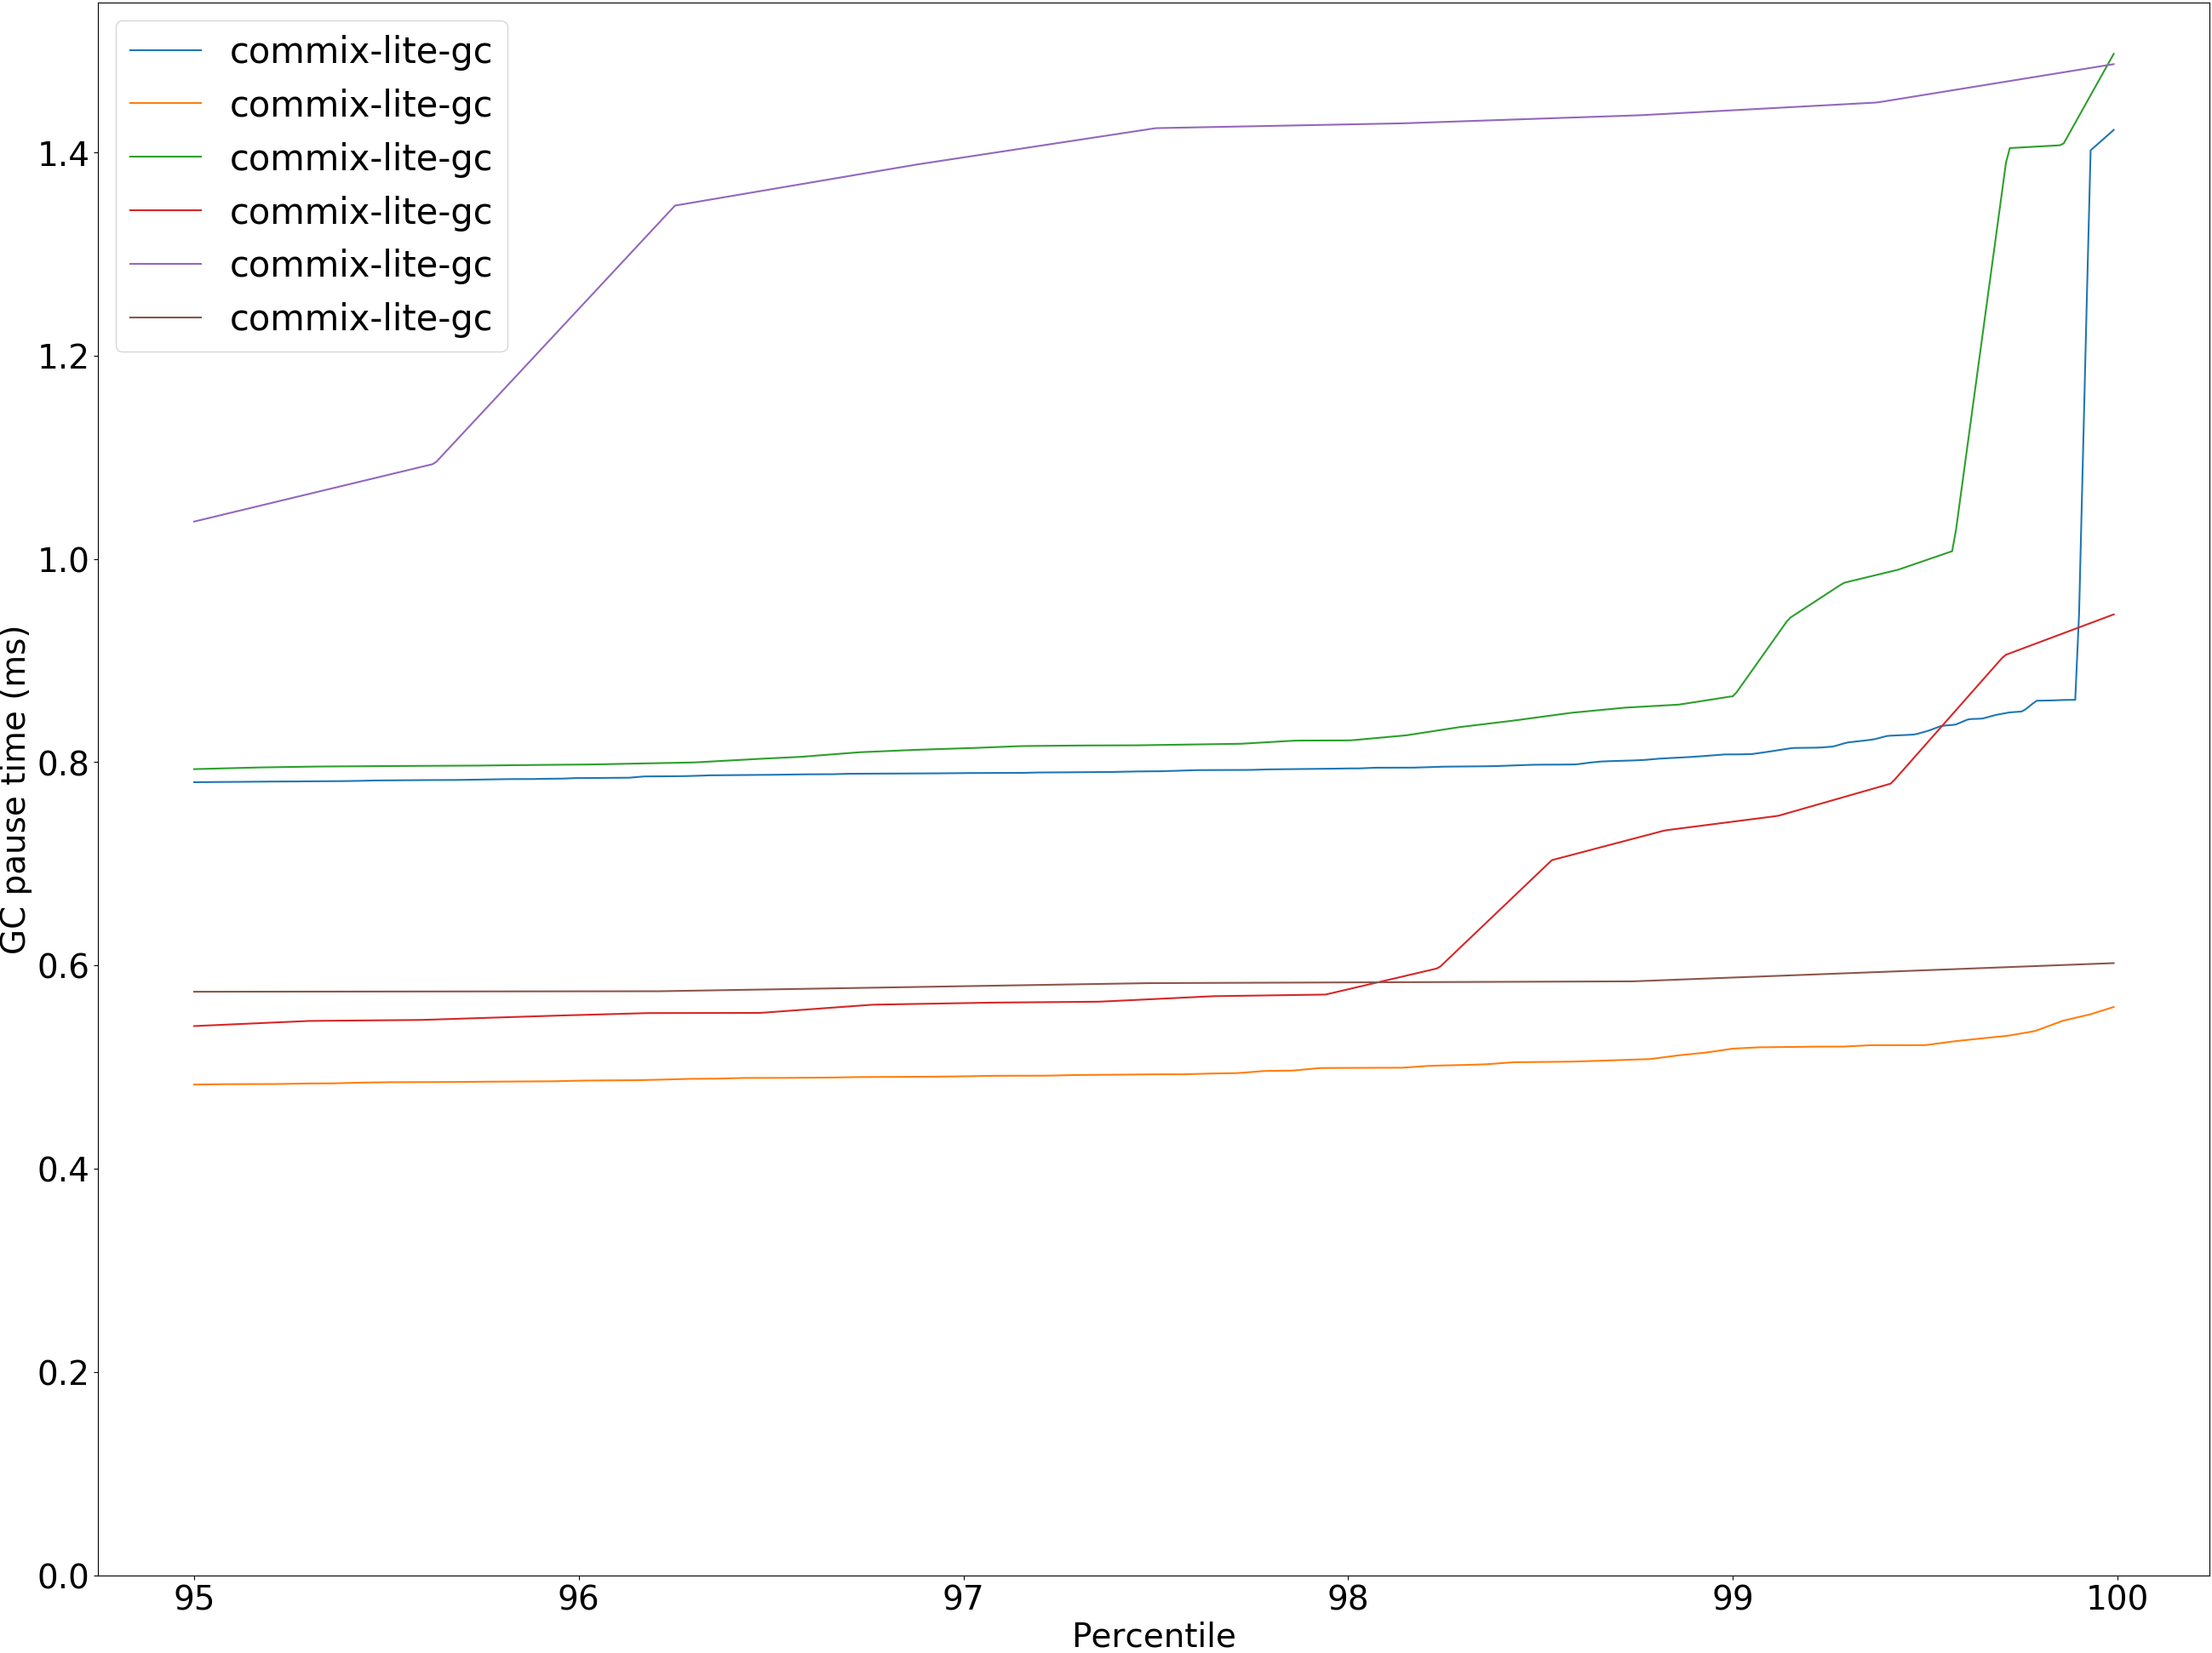 commix-lite-gc
commix-lite-gc
commix-lite-gc
commix-lite-gc
commix-lite-gc
commix-lite-gc
GC pause time (ms)
1.4
1.2
1.0
0.8
0.6
0.4
0.2
0.0
95 96 97 98 99 100
Percentile